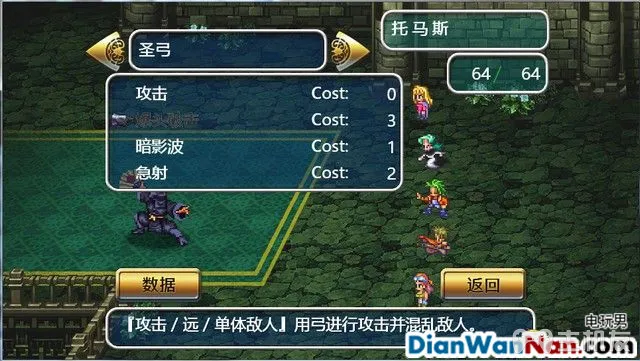 圣弓
托马斯
64/ 64
攻击 Cost: 0
Cost: 3
暗影波 Cost: 1
急射 Cost: 2
数据
返回
『攻击／远／单体敌人』用弓进行攻击并混乱敌人。
电玩男
DianWanNan.com